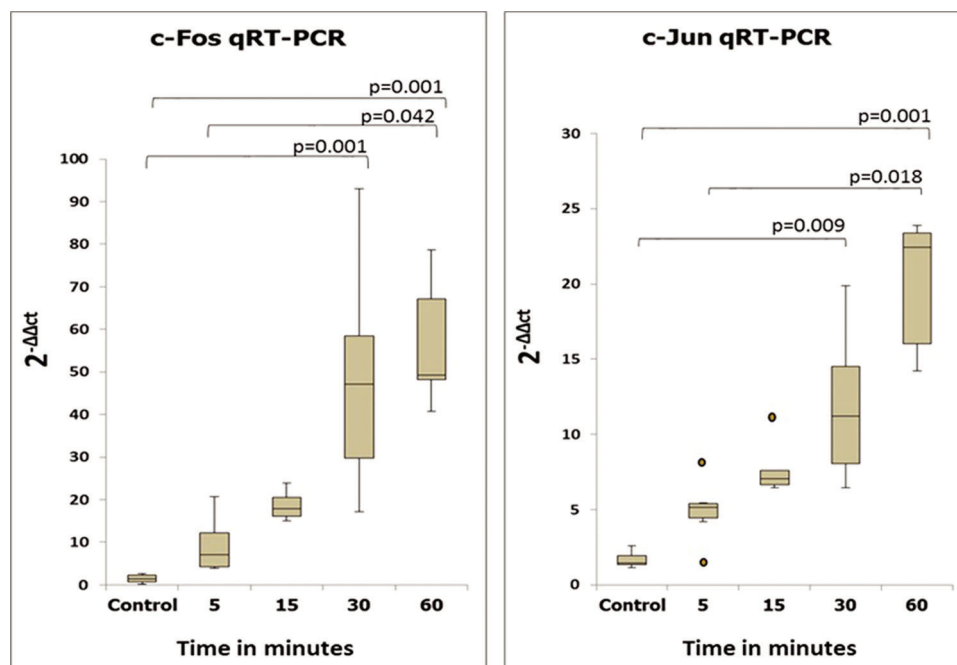 c-Fos qRT-PCR
p=0.001
p=0.042
p=0.001
100
90
80
70
60
50
40
30
20
10
0
2-ΔΔct
Control 5 15 30 60
Time in minutes
c-Jun qRT-PCR
p=0.001
p=0.018
p=0.009
30
25
20
15
10
5
0
2-ΔΔct
Control 5 15 30 60
Time in minutes